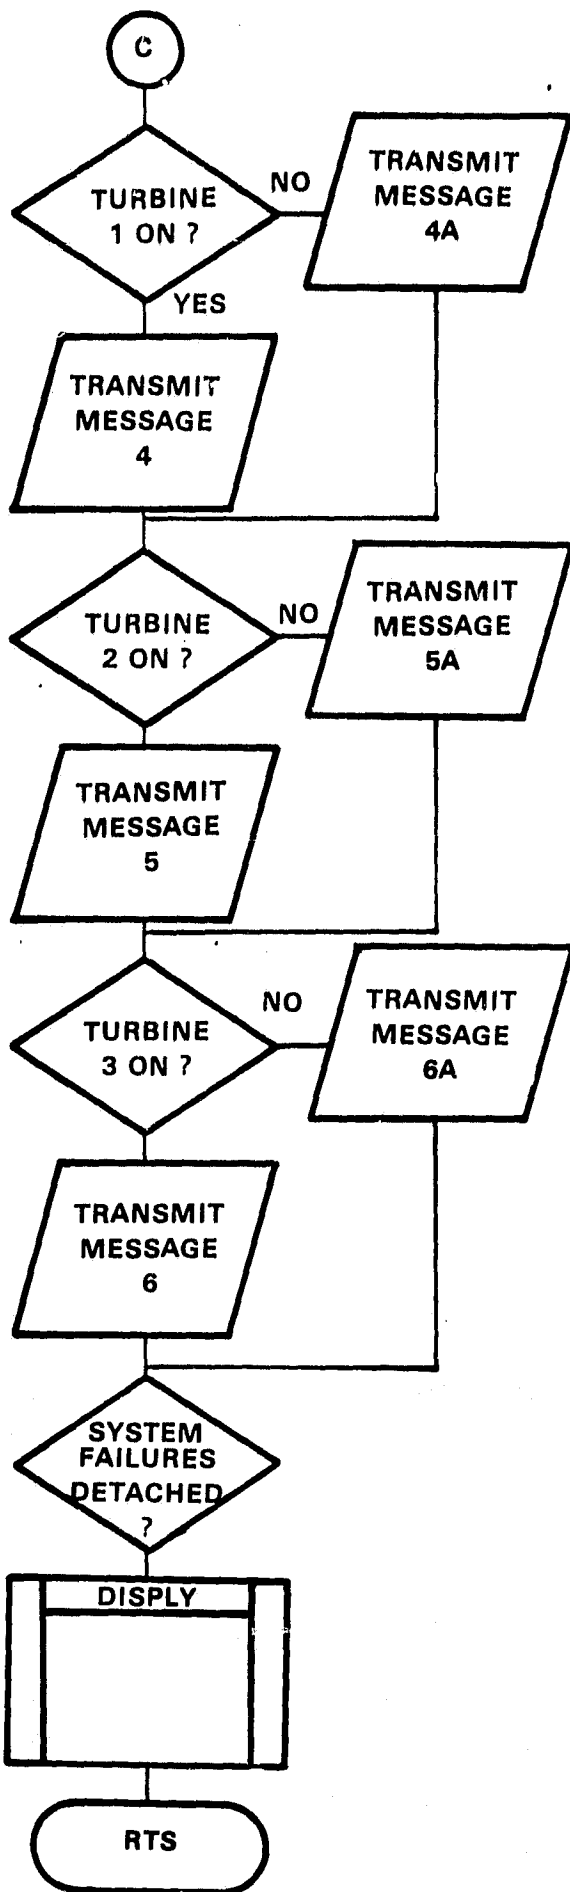 C
TURBINE
1 ON ?
NO
TRANSMIT
MESSAGE
4A
YES
TRANSMIT
MESSAGE
4
TURBINE
2 ON ?
NO
TRANSMIT
MESSAGE
5A
TRANSMIT
MESSAGE
5
TURBINE
3 ON ?
NO
TRANSMIT
MESSAGE
6A
TRANSMIT
MESSAGE
6
SYSTEM
FAILURES
DETACHED
?
DISPLY
RTS